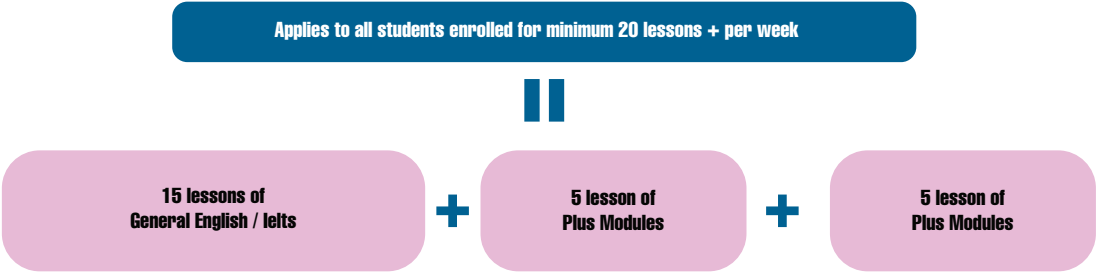 Applies to all students enrolled for minimum 20 lessons + per week
15 lessons of
General English / Ielts
+
5 lesson of
Plus Modules
+
5 lesson of
Plus Modules